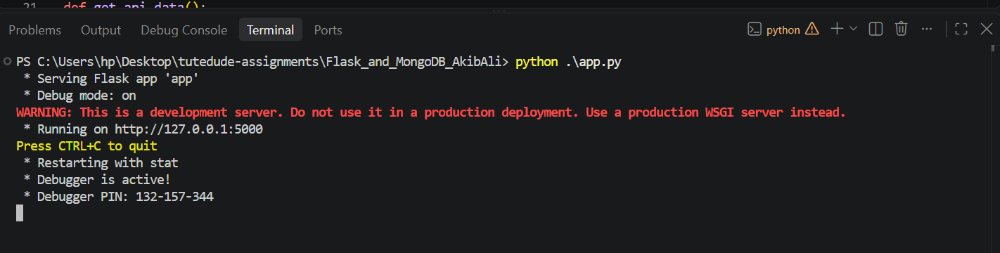 21 def get_api_data():
Problems Output Debug Console Terminal Ports python
PS C:\Users\hp\Desktop\tutedude-assignments\Flask_and_MongoDB_AkibAli> python .\app.py
 * Serving Flask app 'app'
 * Debug mode: on
WARNING: This is a development server. Do not use it in a production deployment. Use a production WSGI server instead.
 * Running on http://127.0.0.1:5000
Press CTRL+C to quit
 * Restarting with stat
 * Debugger is active!
 * Debugger PIN: 132-157-344